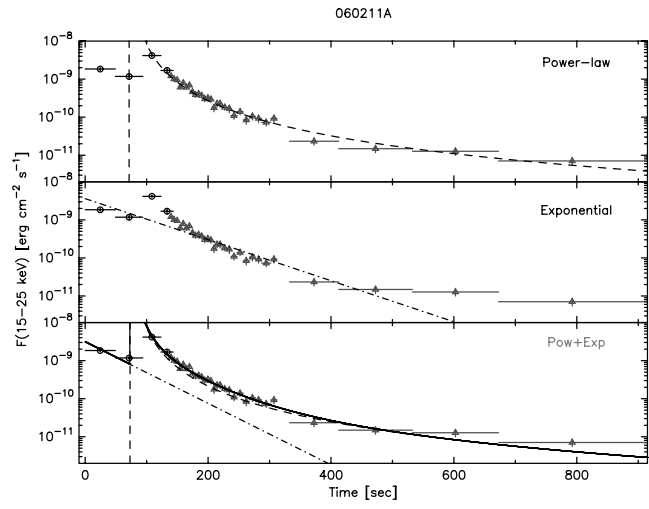 060211A
10⁻⁸
Power-law
10⁻⁹
10⁻¹⁰
10⁻¹¹
10⁻⁸
Exponential
10⁻⁹
10⁻¹⁰
10⁻¹¹
10⁻⁸
Pow+Exp
10⁻⁹
10⁻¹⁰
10⁻¹¹
F(15-25 keV) [erg cm⁻² s⁻¹]
0 200 400 600 800
Time [sec]